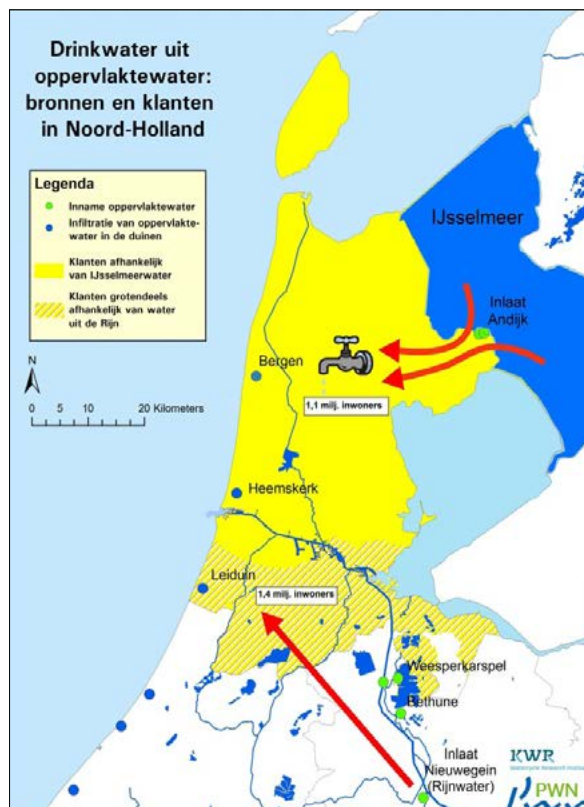 Drinkwater uit
oppervlaktewater:
bronnen en klanten
in Noord-Holland
Legenda
Inname oppervlaktewater
Infiltratie van oppervlakte-
water in de duinen
Klanten afhankelijk
van IJsselmeerwater
Klanten grotendeels
afhankelijk van water
uit de Rijn
N
0 5 10 20 Kilometers
IJsselmeer
Inlaat
Andijk
Bergen
1,1 milj. inwoners
Heemskerk
Leiduin
1,4 milj. inwoners
Weesperkarspel
Bethune
Inlaat
Nieuwegein
(Rijnwater)
KWR
PWN